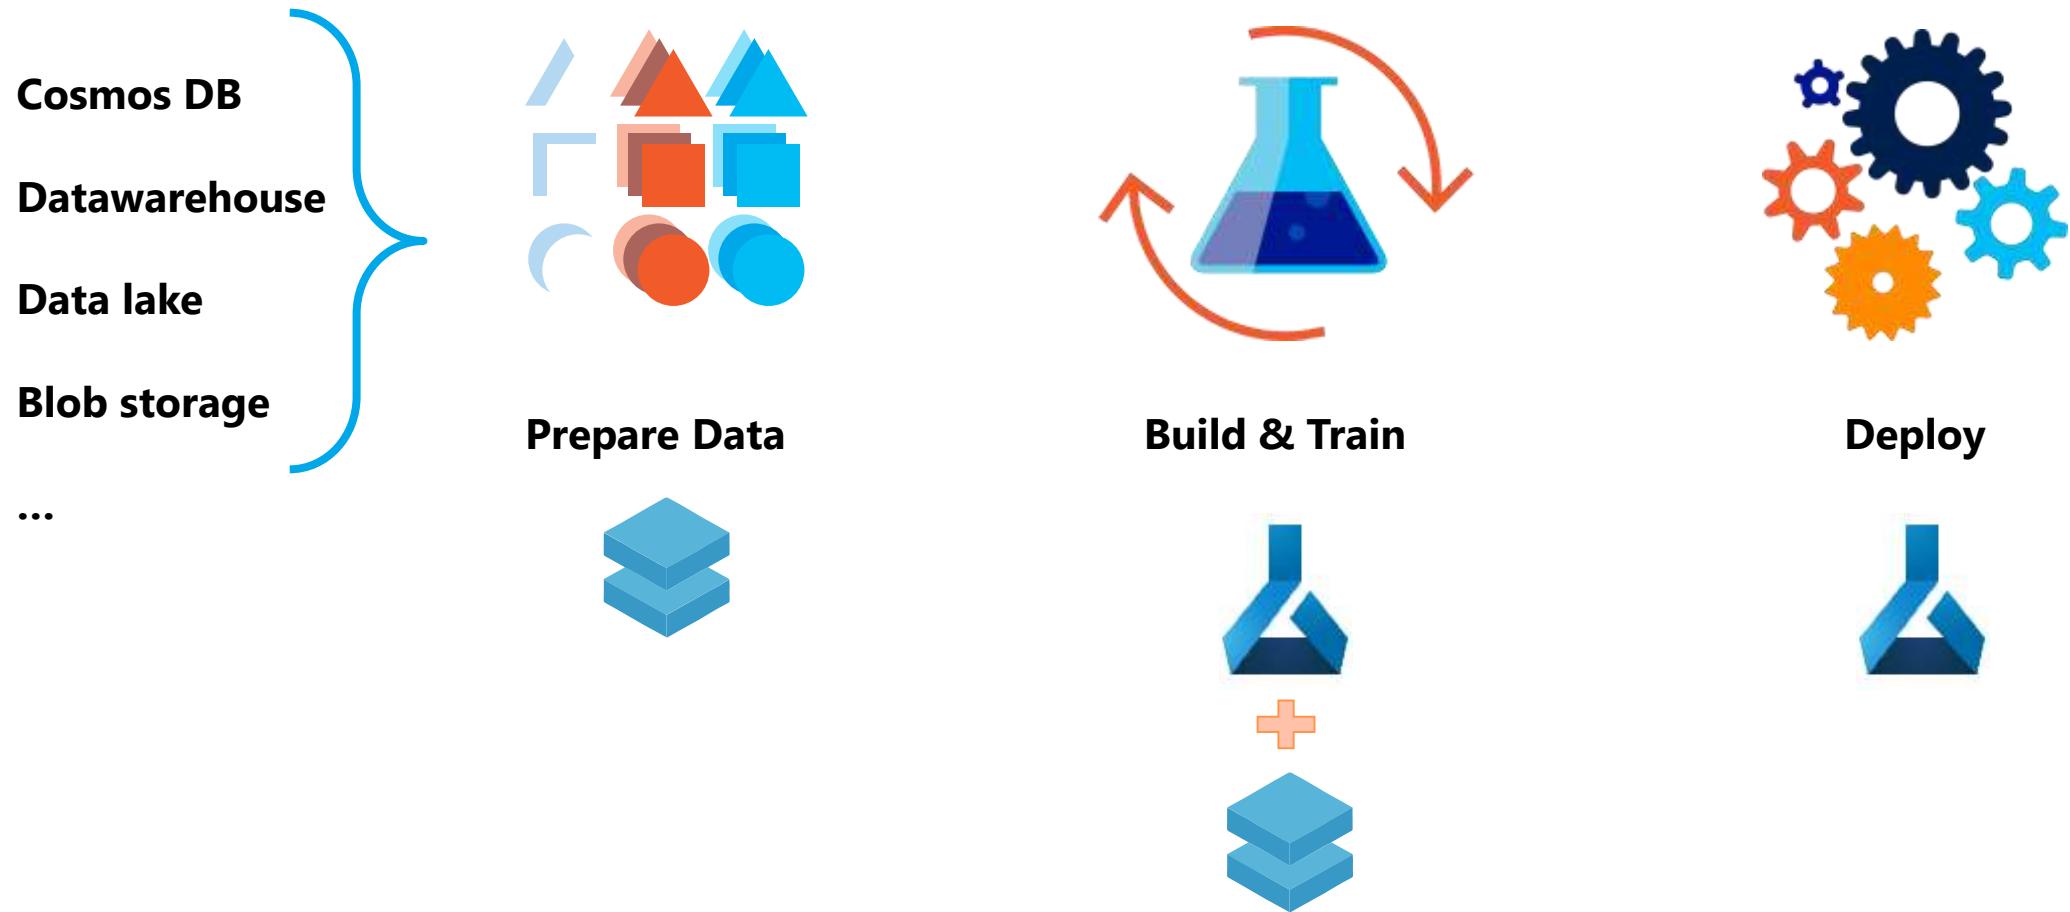 Cosmos DB
Datawarehouse
Data lake
Blob storage
...
Prepare Data
Build & Train
Deploy